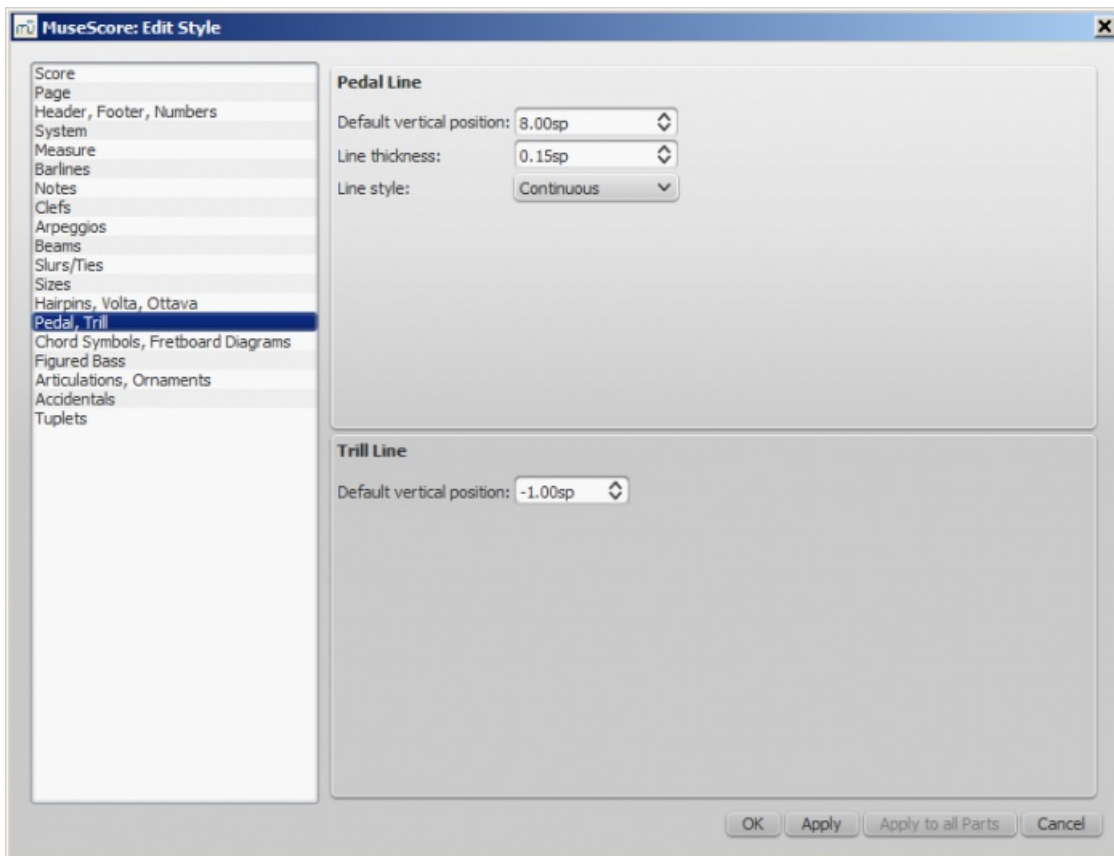 MuseScore: Edit Style
Score
Page
Header, Footer, Numbers
System
Measure
Barlines
Notes
Clefs
Arpeggios
Beams
Slurs/Ties
Sizes
Hairpins, Volta, Ottava
Pedal, Trill
Chord Symbols, Fretboard Diagrams
Figured Bass
Articulations, Ornaments
Accidentals
Tuplets
Pedal Line
Default vertical position: 8.00sp
Line thickness: 0.15sp
Line style: Continuous
Trill Line
Default vertical position: -1.00sp
OK Apply Apply to all Parts Cancel